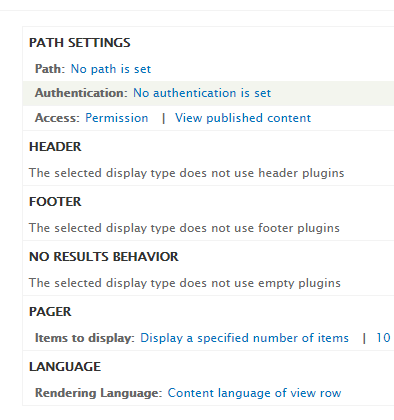 PATH SETTINGS
Path: No path is set
Authentication: No authentication is set
Access: Permission | View published content
HEADER
The selected display type does not use header plugins
FOOTER
The selected display type does not use footer plugins
NO RESULTS BEHAVIOR
The selected display type does not use empty plugins
PAGER
Items to display: Display a specified number of items | 10
LANGUAGE
Rendering Language: Content language of view row